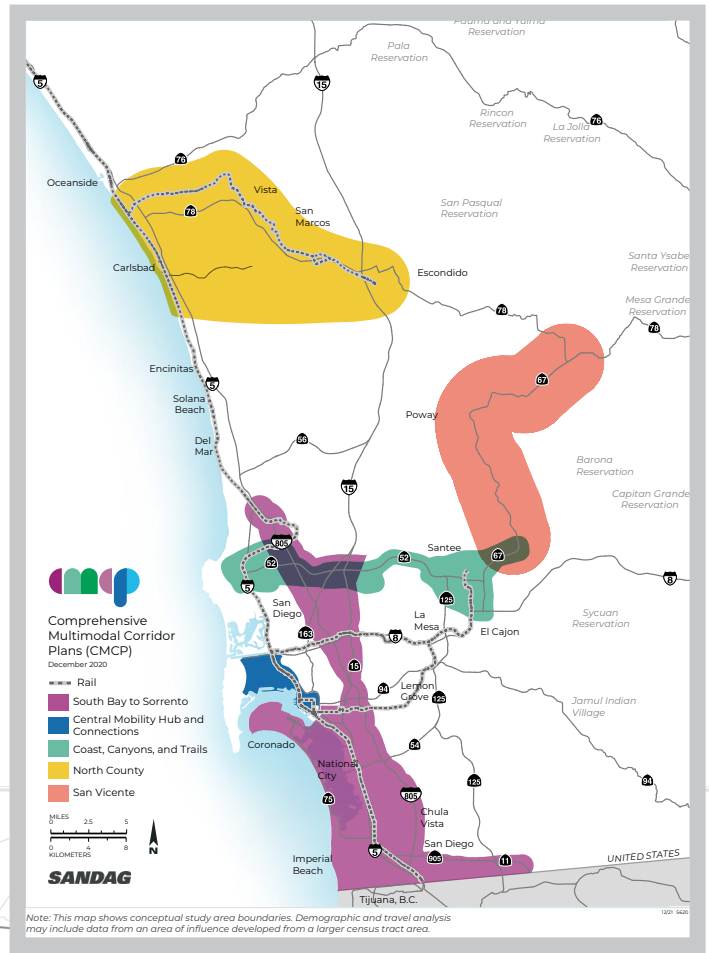 Pauma and Yuima
Reservation
Pala
Reservation
5
15
Rincon
Reservation
La Jolla
Reservation
76
76
Oceanside
Vista
78
San
Marcos
San Pasqual
Reservation
Carlsbad
Escondido
Santa Ysabe
Reservation
Mesa Grande
Reservation
78
78
Encinitas
5
Solana
Beach
67
Poway
Del
Mar
56
Barona
Reservation
15
Capitan Grande
Reservation
805
52
52
Santee
67
5
125
8
San
Diego
La
Mesa
El Cajon
Sycuan
Reservation
163
8
15
94
Lemon
Grove
125
Jamul Indian
Village
Coronado
54
National
City
125
94
75
805
Chula
Vista
San Diego
5
905
11
Imperial
Beach
UNITED STATES
Tijuana, B.C.
Comprehensive
Multimodal Corridor
Plans (CMCP)
December 2020
Rail
South Bay to Sorrento
Central Mobility Hub and
Connections
Coast, Canyons, and Trails
North County
San Vicente
MILES
0 2.5 5
0 4 8
KILOMETERS
N
SANDAG
12/21 5620
Note: This map shows conceptual study area boundaries. Demographic and travel analysis
may include data from an area of influence developed from a larger census tract area.